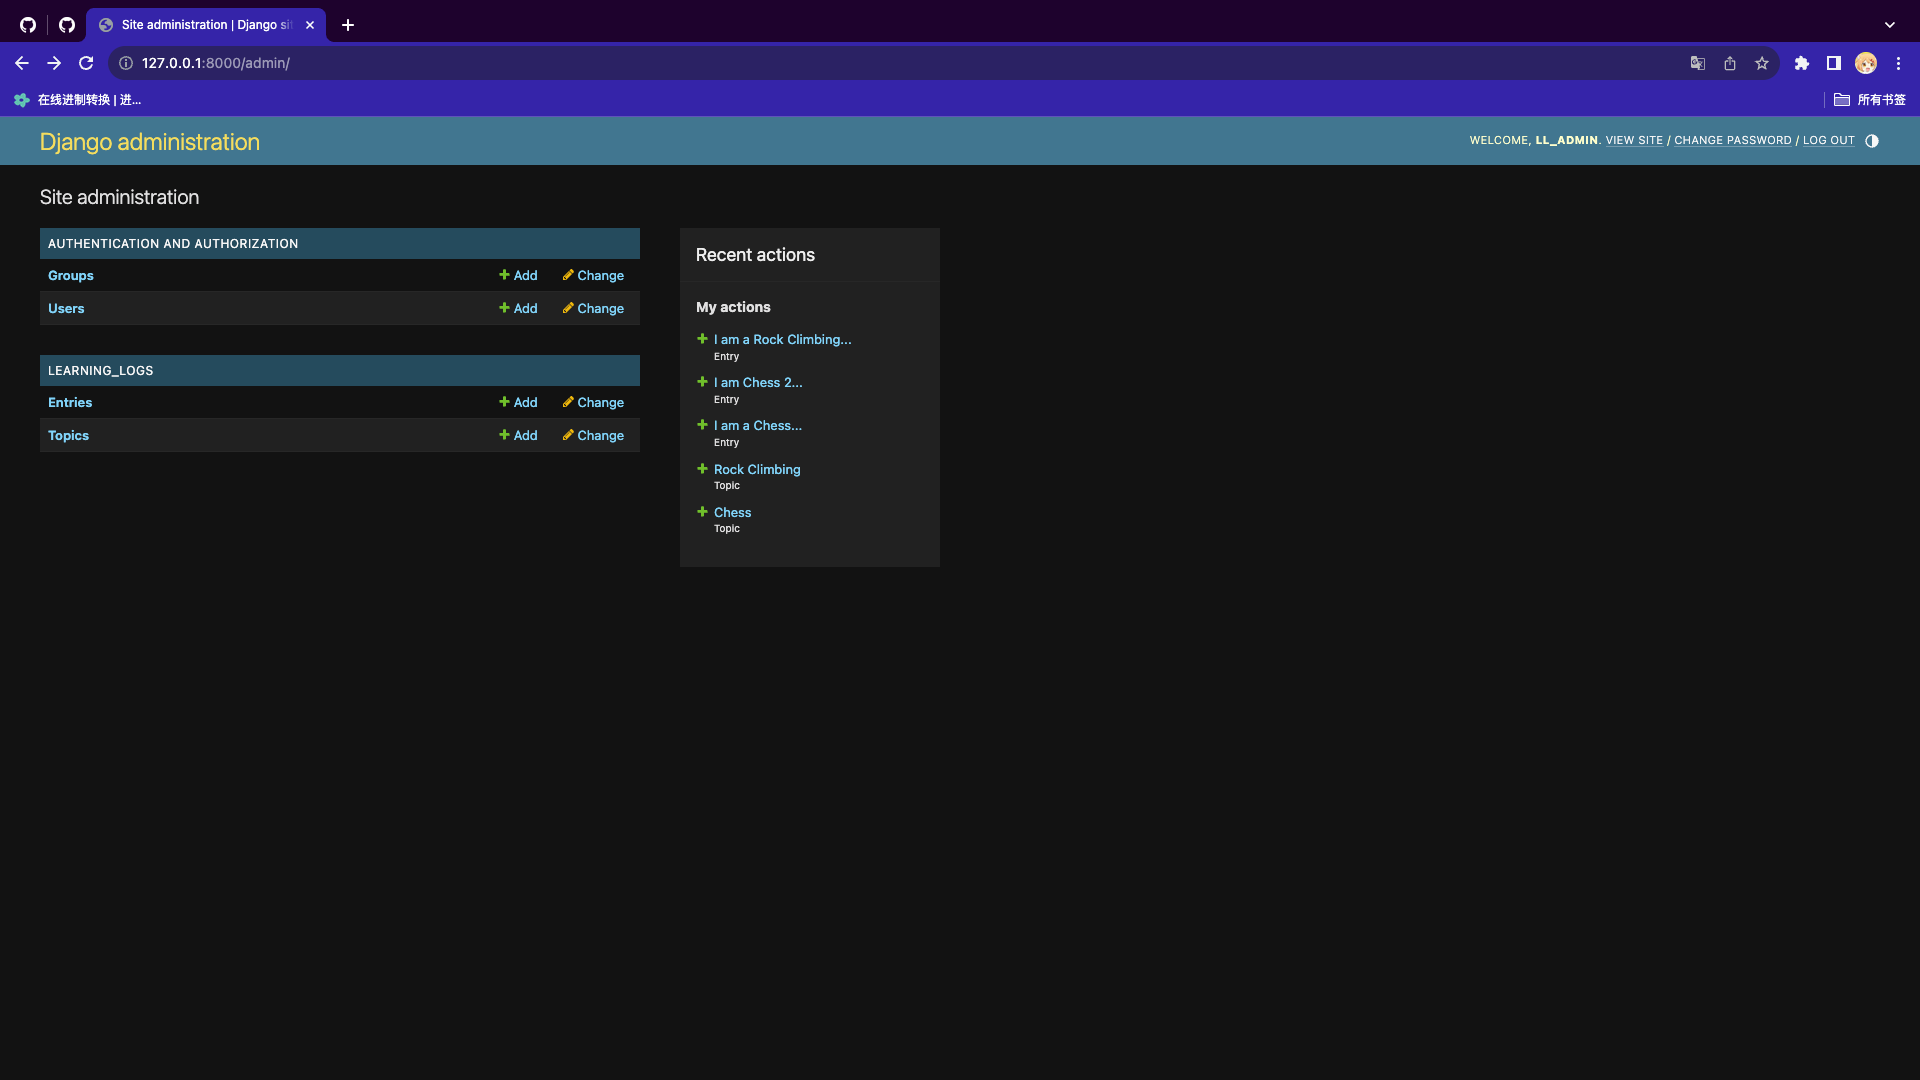 Site administration | Django si
127.0.0.1:8000/admin/
在线进制转换 | 进...
所有书签
Django administration
WELCOME, LL_ADMIN. VIEW SITE / CHANGE PASSWORD / LOG OUT
Site administration
AUTHENTICATION AND AUTHORIZATION
Groups Add Change
Users Add Change
LEARNING_LOGS
Entries Add Change
Topics Add Change
Recent actions
My actions
I am a Rock Climbing...
Entry
I am Chess 2...
Entry
I am a Chess...
Entry
Rock Climbing
Topic
Chess
Topic